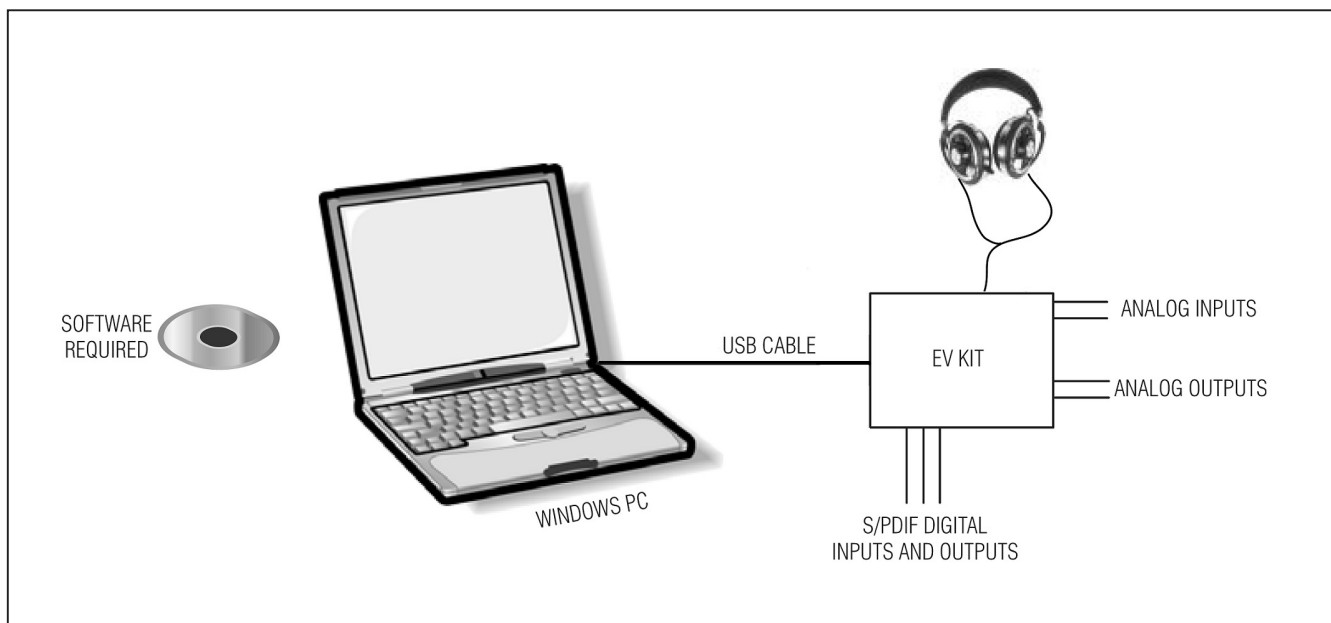 SOFTWARE
REQUIRED
WINDOWS PC
USB CABLE
EV KIT
ANALOG INPUTS
ANALOG OUTPUTS
S/PDIF DIGITAL
INPUTS AND OUTPUTS